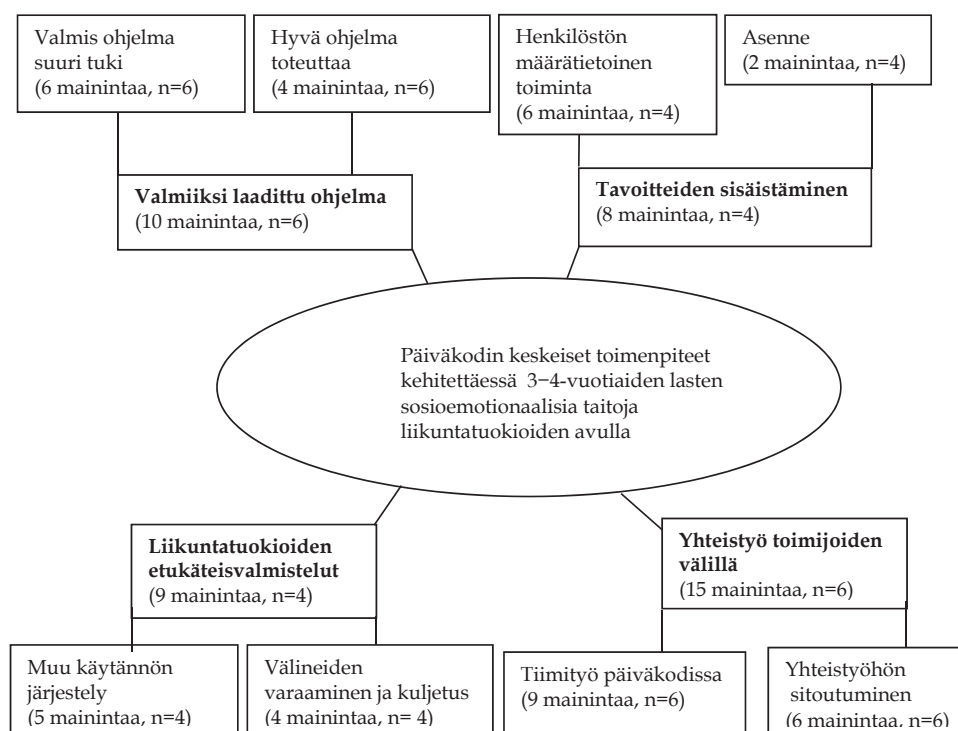 Valmis ohjelma
suuri tuki
(6 mainintaa, n=6)
Hyvä ohjelma
toteuttaa
(4 mainintaa, n=6)
Henkilöstön
määrätietoinen
toiminta
(6 mainintaa, n=4)
Asenne
(2 mainintaa, n=4)
Valmiiksi laadittu ohjelma
(10 mainintaa, n=6)
Tavoitteiden sisäistäminen
(8 mainintaa, n=4)
Päiväkodin keskeiset toimenpiteet
kehitettäessä 3−4-vuotiaiden lasten
sosioemotionaalisia taitoja
liikuntatuokioiden avulla
Liikuntatuokioiden
etukäteisvalmistelut
(9 mainintaa, n=4)
Yhteistyö toimijoiden
välillä
(15 mainintaa, n=6)
Muu käytännön
järjestely
(5 mainintaa, n=4)
Välineiden
varaaminen ja kuljetus
(4 mainintaa, n= 4)
Tiimityö päiväkodissa
(9 mainintaa, n=6)
Yhteistyöhön
sitoutuminen
(6 mainintaa, n=6)